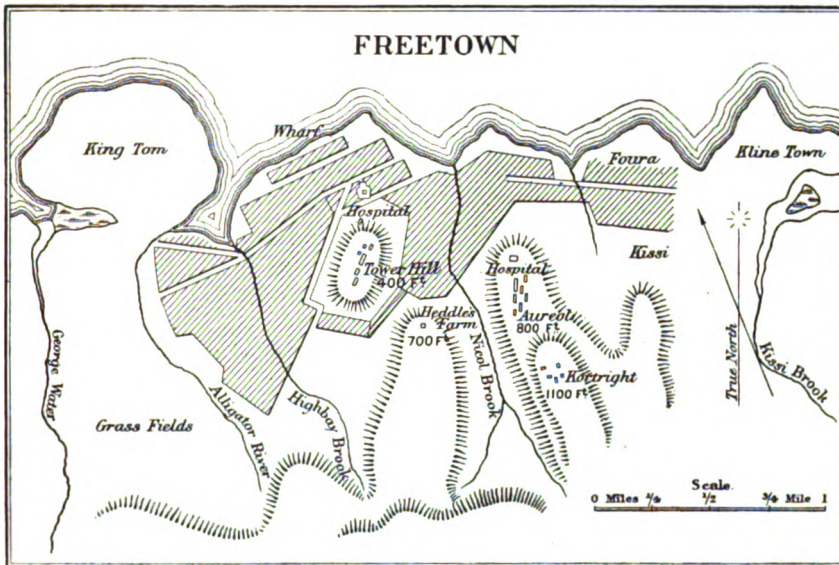 FREETOWN
King Tom
Wharf
Foura
Kline Town
Hospital
Tower Hill
400 Ft
Hospital
Kissi
Aureol
800 Ft
Heddles
Farm
700 Ft
Kortright
1100 Ft
Nicol Brook
George Water
Grass Fields
Alligator River
Highbay Brook
True North
Kissi Brook
Scale.
0 Miles 1/4 1/2 3/4 Mile 1